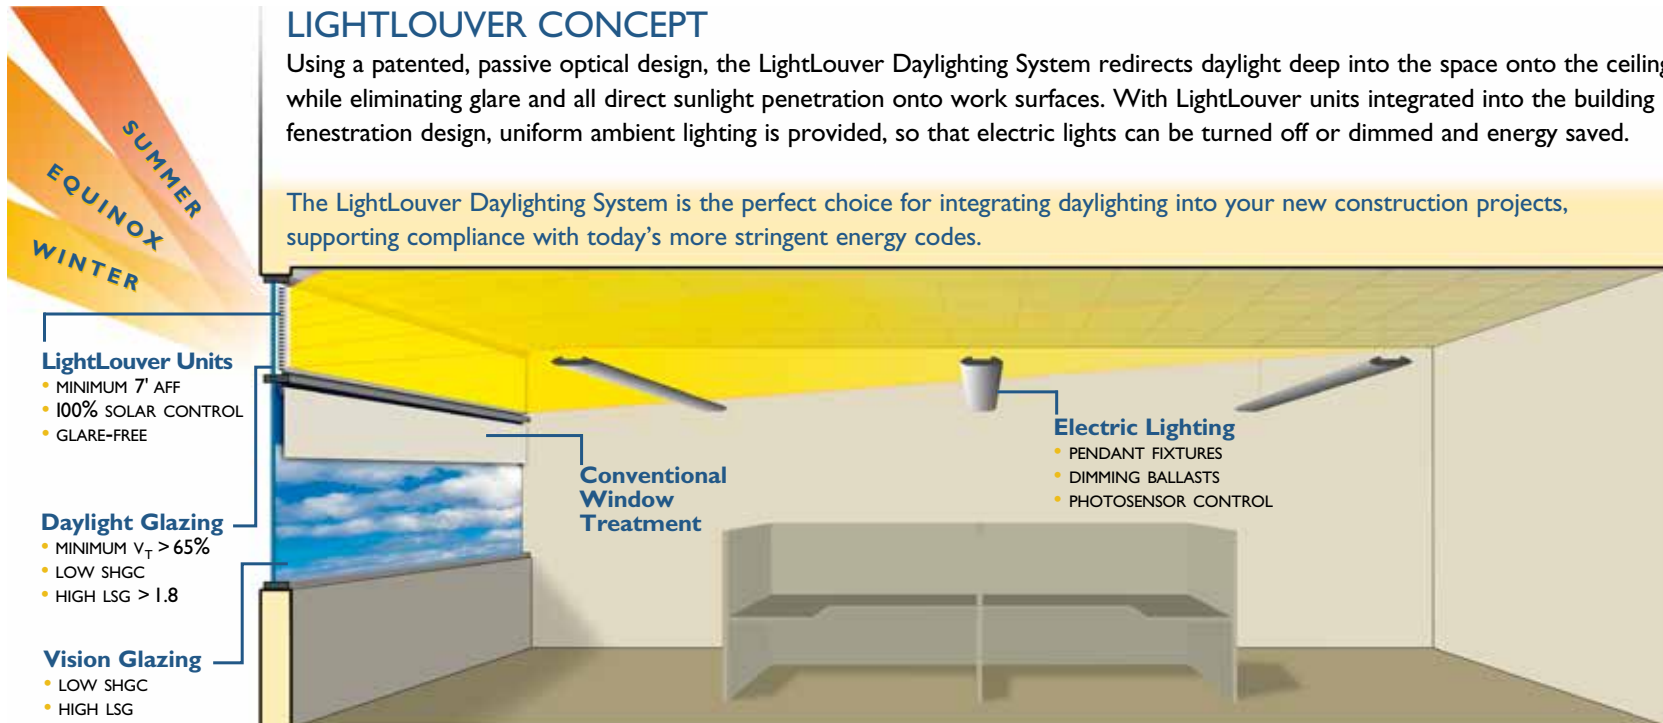 LIGHTLOUVER CONCEPT
Using a patented, passive optical design, the LightLouver Daylighting System redirects daylight deep into the space onto the ceiling
while eliminating glare and all direct sunlight penetration onto work surfaces. With LightLouver units integrated into the building
fenestration design, uniform ambient lighting is provided, so that electric lights can be turned off or dimmed and energy saved.
The LightLouver Daylighting System is the perfect choice for integrating daylighting into your new construction projects,
supporting compliance with today's more stringent energy codes.
SUMMER
EQUINOX
WINTER
LightLouver Units
• MINIMUM 7' AFF
• 100% SOLAR CONTROL
• GLARE-FREE
Daylight Glazing
• MINIMUM VT > 65%
• LOW SHGC
• HIGH LSG > 1.8
Vision Glazing
• LOW SHGC
• HIGH LSG
Conventional
Window
Treatment
Electric Lighting
• PENDANT FIXTURES
• DIMMING BALLASTS
• PHOTOSENSOR CONTROL